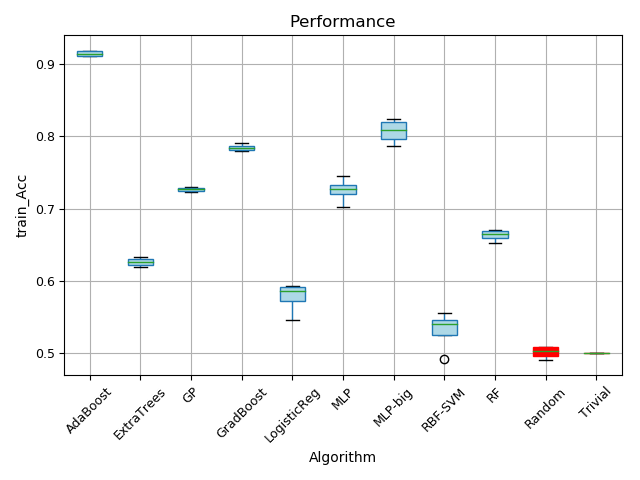 Performance
train_Acc
0.9
0.8
0.7
0.6
0.5
AdaBoost
ExtraTrees
GP
GradBoost
LogisticReg
MLP
MLP-big
RBF-SVM
RF
Random
Trivial
Algorithm